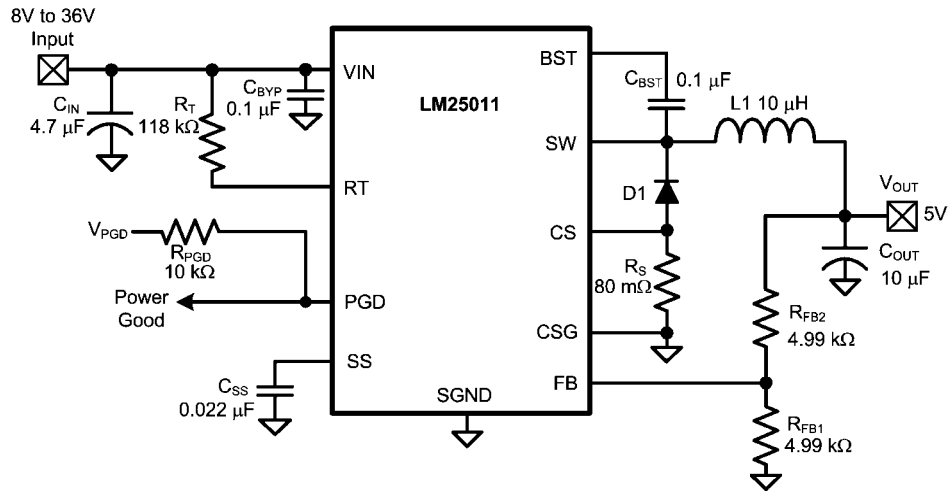 8V to 36V
Input
VIN
BST
C_BYP
0.1 µF
LM25011
C_BST 0.1 µF
C_IN
4.7 µF
R_T
118 kΩ
L1 10 µH
SW
RT
D1
V_OUT
5V
V_PGD
R_PGD
10 kΩ
CS
R_S
80 mΩ
C_OUT
10 µF
Power
Good
PGD
CSG
R_FB2
4.99 kΩ
SS
FB
C_SS
0.022 µF
SGND
R_FB1
4.99 kΩ